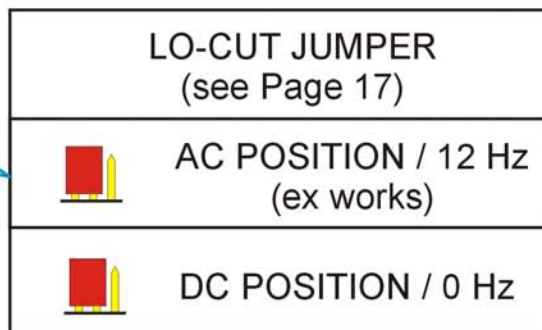 LO-CUT JUMPER
(see Page 17)
AC POSITION / 12 Hz
(ex works)
DC POSITION / 0 Hz